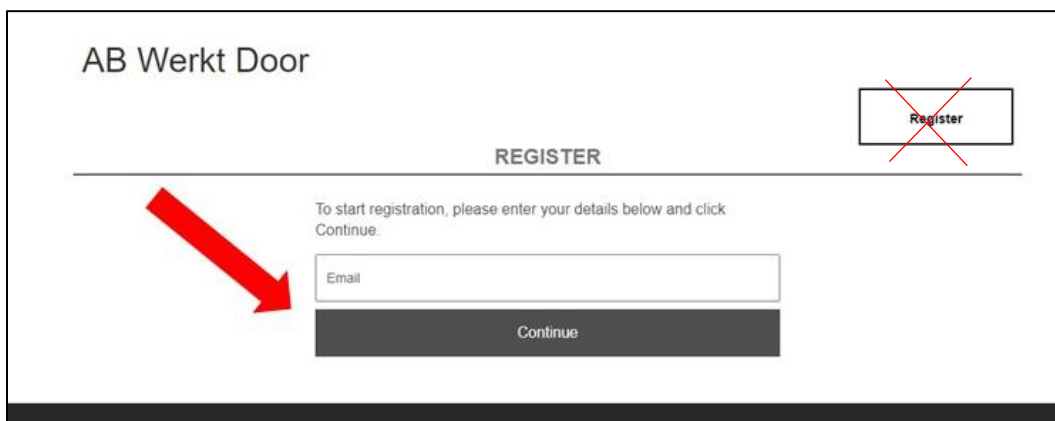 AB Werkt Door
Register
REGISTER
To start registration, please enter your details below and click
Continue.
Email
Continue